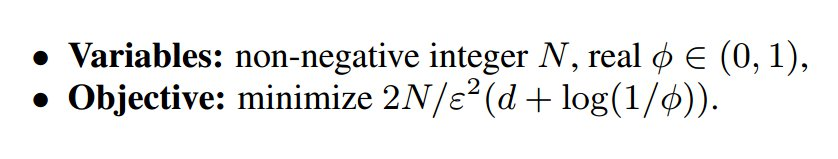 • Variables: non-negative integer N, real ϕ ∈ (0, 1),
• Objective: minimize 2N/ε²(d + log(1/ϕ)).